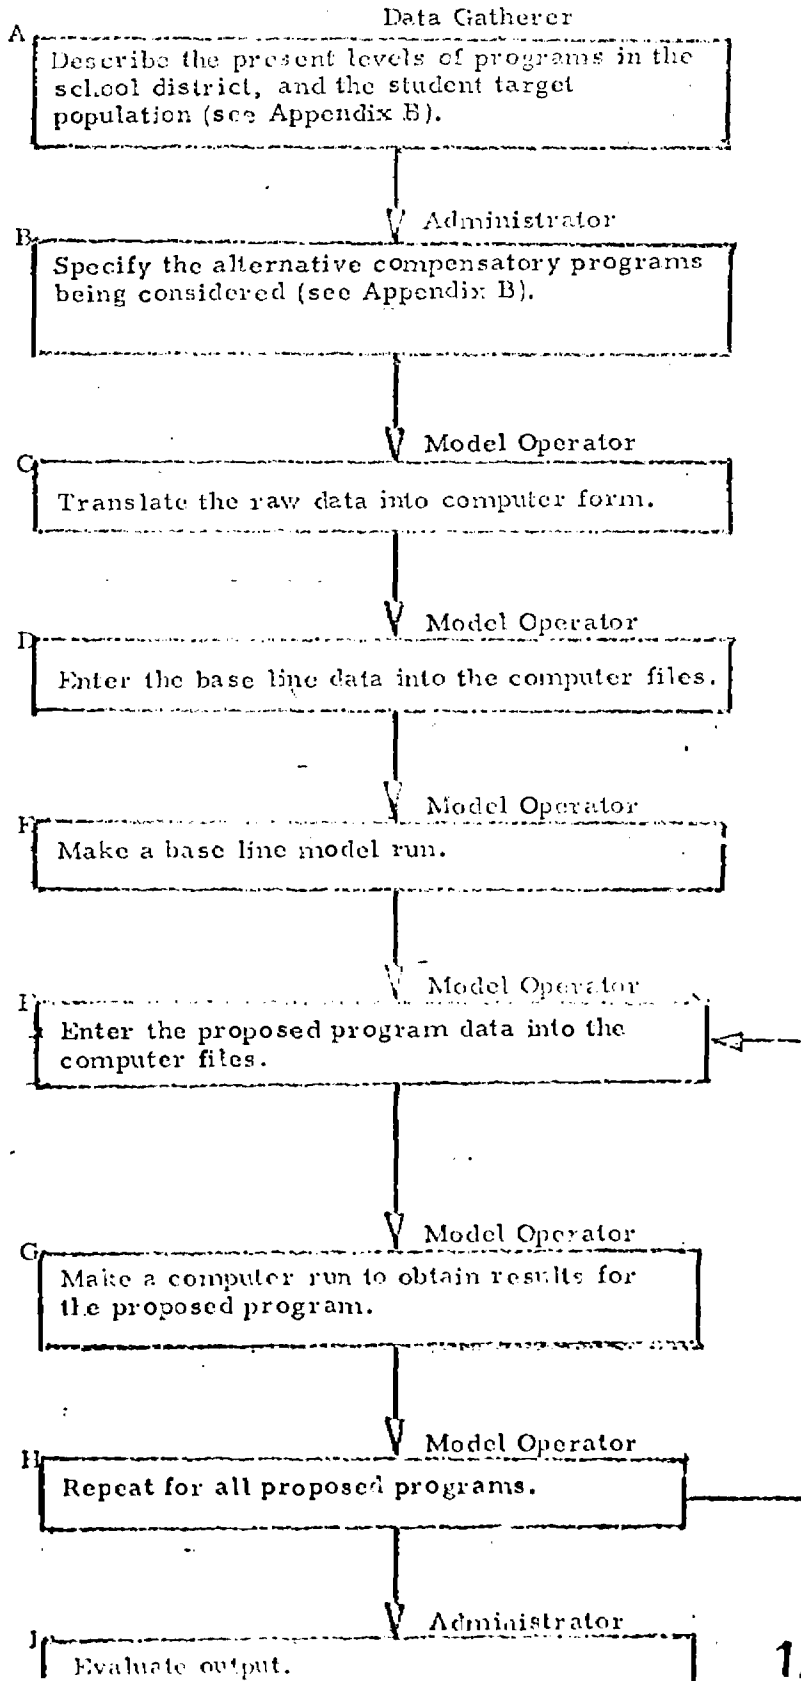 Data Gatherer
A
Describe the present levels of programs in the
school district, and the student target
population (see Appendix B).
Administrator
B
Specify the alternative compensatory programs
being considered (see Appendix B).
Model Operator
C
Translate the raw data into computer form.
Model Operator
D
Enter the base line data into the computer files.
Model Operator
E
Make a base line model run.
Model Operator
F
Enter the proposed program data into the
computer files.
Model Operator
G
Make a computer run to obtain results for
the proposed program.
Model Operator
H
Repeat for all proposed programs.
Administrator
J
Evaluate output.